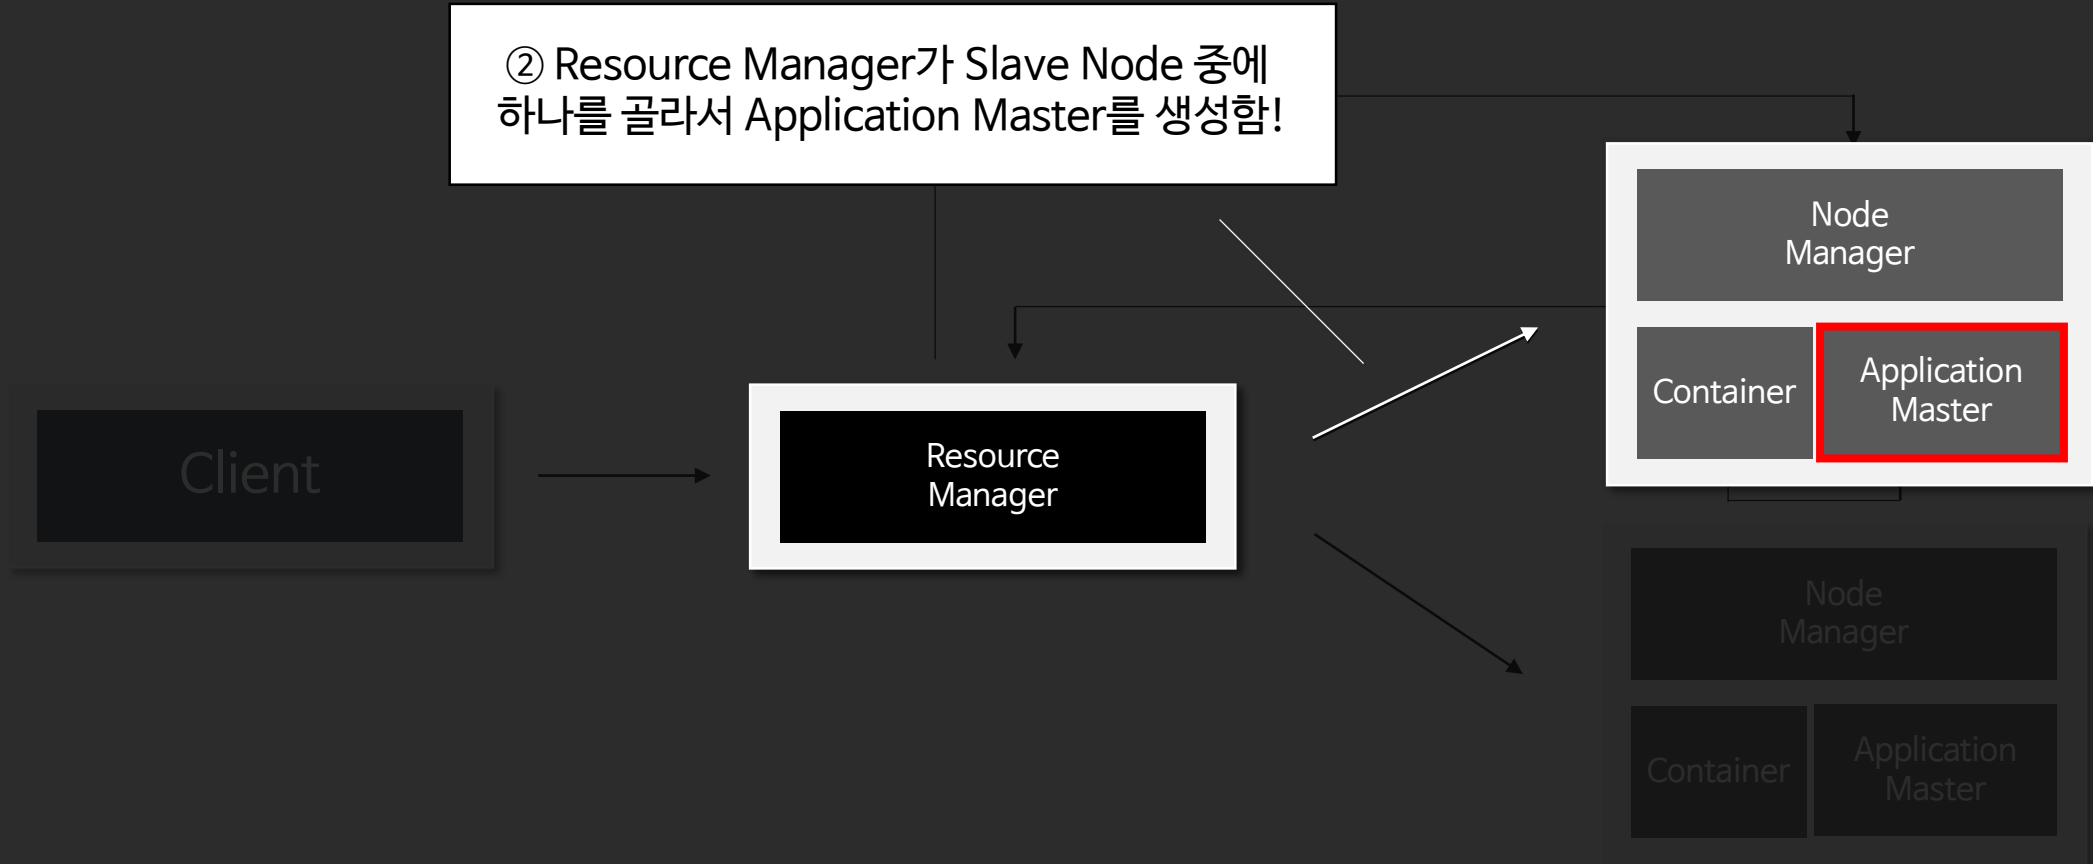 ② Resource Manager가 Slave Node 중에
하나를 골라서 Application Master를 생성함!
Node
Manager
Container
Application
Master
Client
Resource
Manager
Node
Manager
Container
Application
Master